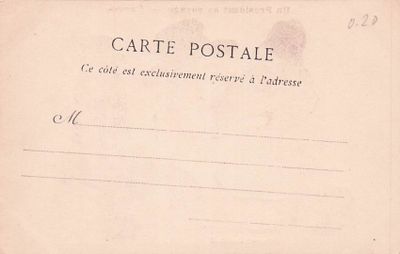 0.20
CARTE POSTALE
Ce côté est exclusivement réservé à l'adresse
M